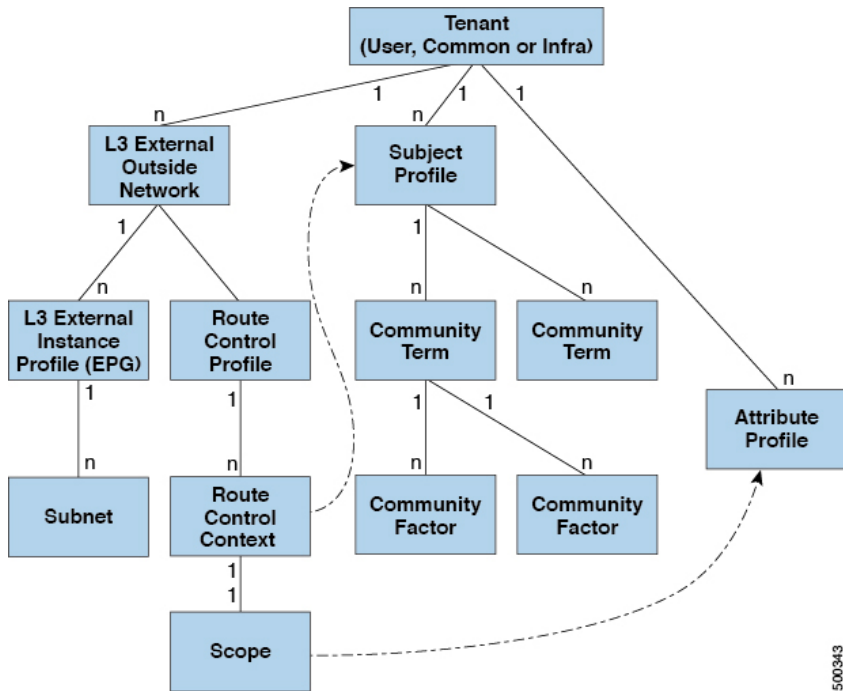 Tenant
(User, Common or Infra)
1
1
1
n
n
L3 External
Outside
Network
Subject
Profile
1
1
n
n
n
n
L3 External
Instance
Profile (EPG)
Route
Control
Profile
Community
Term
Community
Term
n
Attribute
Profile
1
1
1
1
n
n
n
n
Subnet
Route
Control
Context
Community
Factor
Community
Factor
1
1
Scope
500343